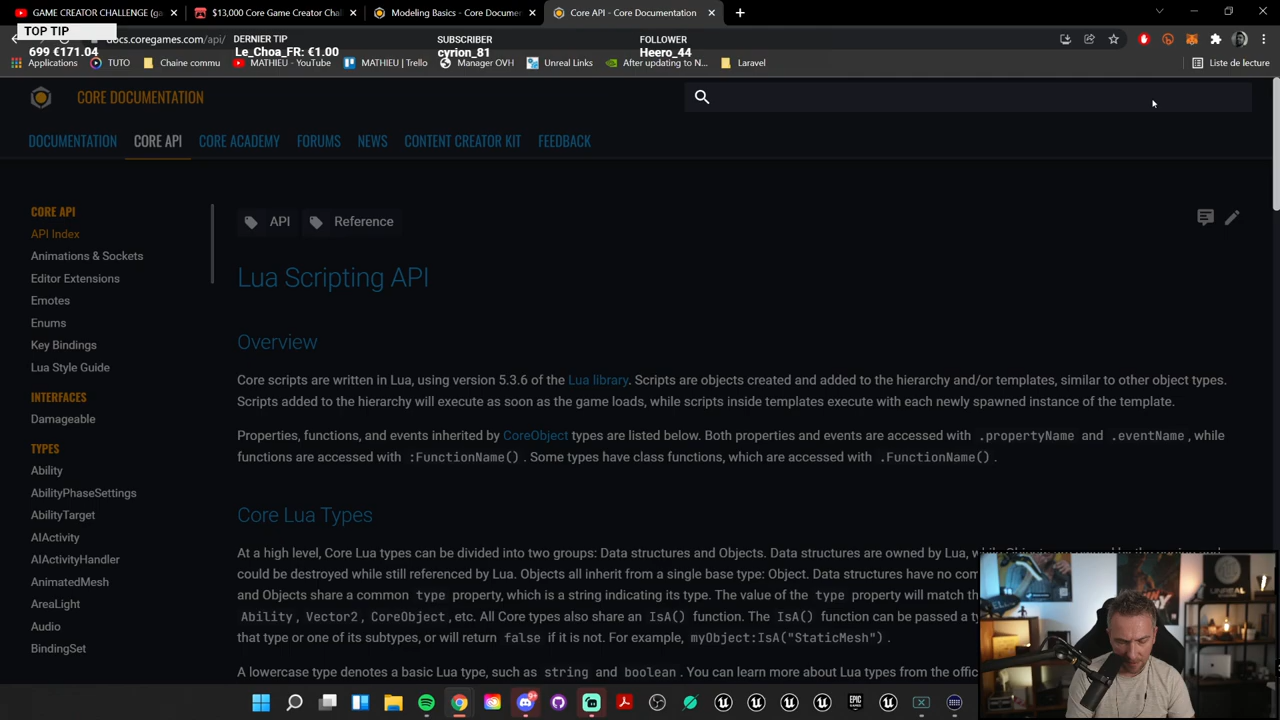 GAME CREATOR CHALLENGE (ga
$13,000 Core Game Creator Chall
Modeling Basics - Core Documen
Core API - Core Documentation
TOP TIP
699 €171.04
docs.coregames.com/api/
DERNIER TIP
Le_Choa_FR: €1.00
SUBSCRIBER
cyrion_81
FOLLOWER
Heero_44
Applications
TUTO
Chaine commu
MATHIEU - YouTube
MATHIEU | Trello
Manager OVH
Unreal Links
After updating to N...
Laravel
Liste de lecture
CORE DOCUMENTATION
DOCUMENTATION
CORE API
CORE ACADEMY
FORUMS
NEWS
CONTENT CREATOR KIT
FEEDBACK
CORE API
API Index
Animations & Sockets
Editor Extensions
Emotes
Enums
Key Bindings
Lua Style Guide
INTERFACES
Damageable
TYPES
Ability
AbilityPhaseSettings
AbilityTarget
AIActivity
AIActivityHandler
AnimatedMesh
AreaLight
Audio
BindingSet
API
Reference
Lua Scripting API
Overview
Core scripts are written in Lua, using version 5.3.6 of the Lua library. Scripts are objects created and added to the hierarchy and/or templates, similar to other object types.
Scripts added to the hierarchy will execute as soon as the game loads, while scripts inside templates execute with each newly spawned instance of the template.
Properties, functions, and events inherited by CoreObject types are listed below. Both properties and events are accessed with .propertyName and .eventName, while
functions are accessed with :FunctionName(). Some types have class functions, which are accessed with .FunctionName().
Core Lua Types
At a high level, Core Lua types can be divided into two groups: Data structures and Objects. Data structures are owned by Lua,
could be destroyed while still referenced by Lua. Objects all inherit from a single base type: Object. Data structures have no com
and Objects share a common type property, which is a string indicating its type. The value of the type property will match th
Ability, Vector2, CoreObject, etc. All Core types also share an IsA() function. The IsA() function can be passed a ty
that type or one of its subtypes, or will return false if it is not. For example, myObject:IsA("StaticMesh").
A lowercase type denotes a basic Lua type, such as string and boolean. You can learn more about Lua types from the offic